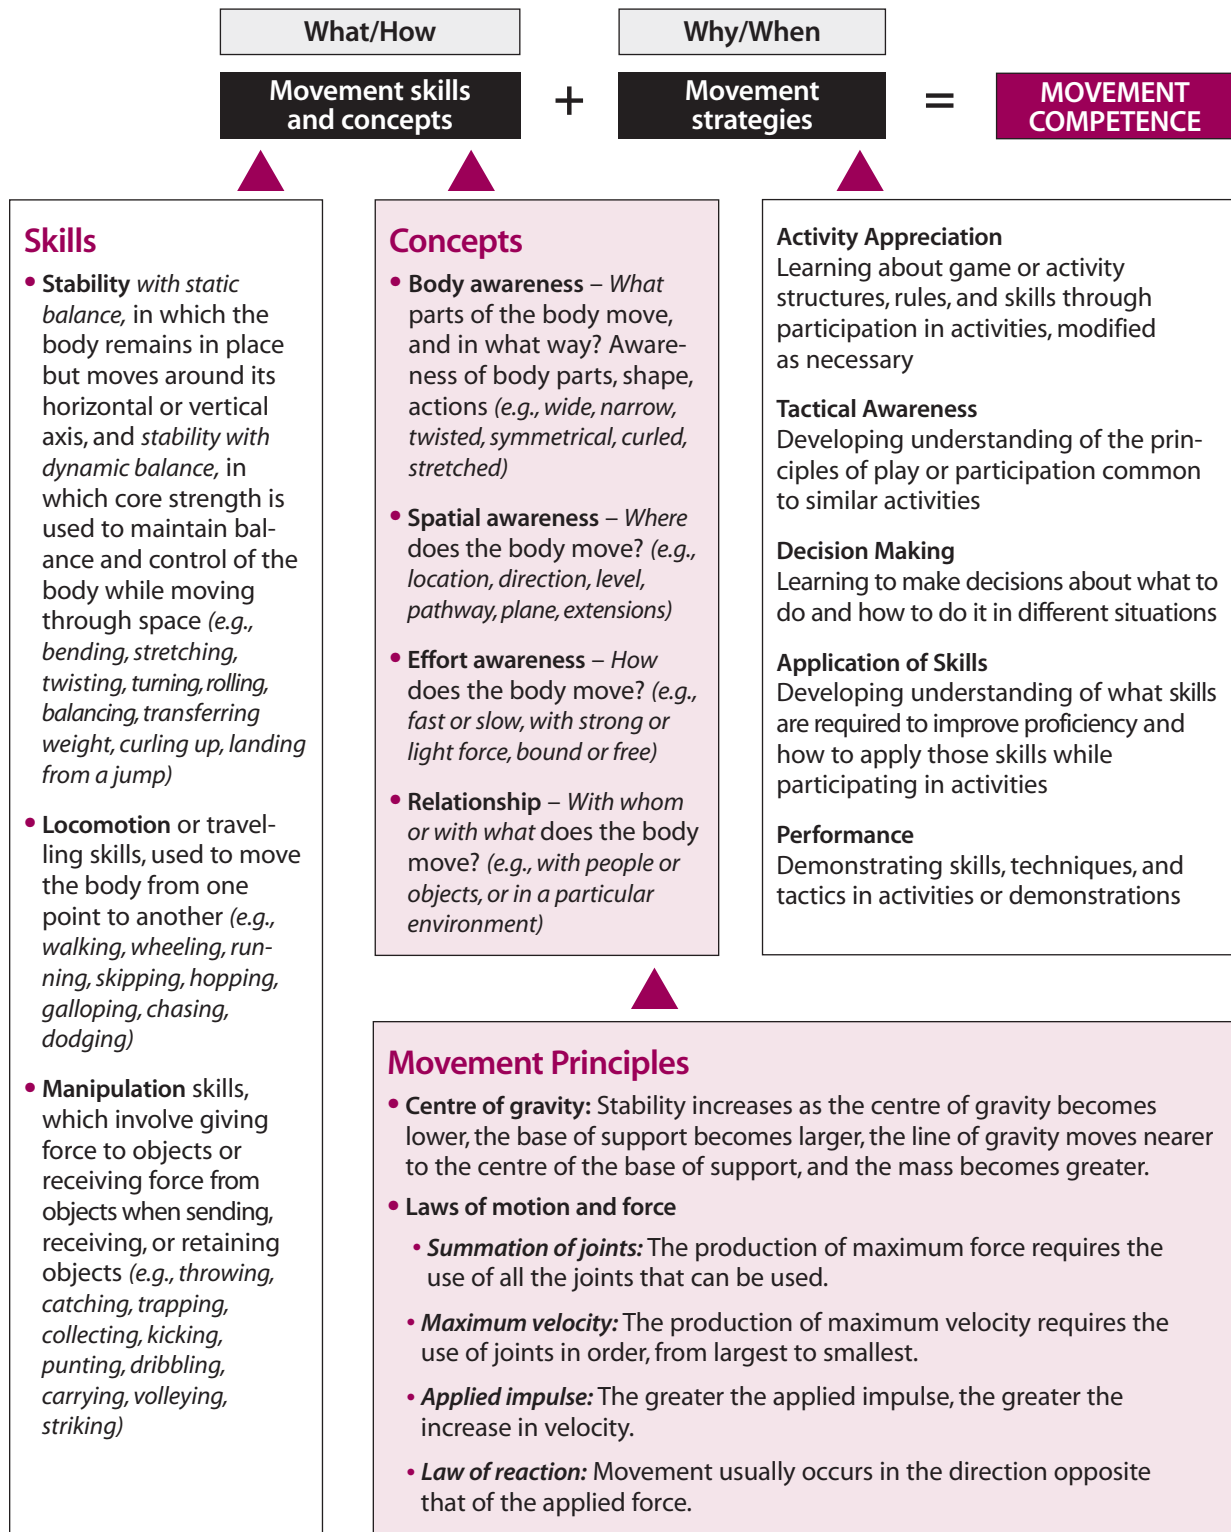 What/How
Why/When
Movement skills
and concepts
+
Movement
strategies
=
MOVEMENT
COMPETENCE
Skills
• Stability with static
balance, in which the
body remains in place
but moves around its
horizontal or vertical
axis, and stability with
dynamic balance, in
which core strength is
used to maintain bal-
ance and control of the
body while moving
through space (e.g.,
bending, stretching,
twisting, turning, rolling,
balancing, transferring
weight, curling up, landing
from a jump)
• Locomotion or travel-
ling skills, used to move
the body from one
point to another (e.g.,
walking, wheeling, run-
ning, skipping, hopping,
galloping, chasing,
dodging)
• Manipulation skills,
which involve giving
force to objects or
receiving force from
objects when sending,
receiving, or retaining
objects (e.g., throwing,
catching, trapping,
collecting, kicking,
punting, dribbling,
carrying, volleying,
striking)
Concepts
• Body awareness – What
parts of the body move,
and in what way? Aware-
ness of body parts, shape,
actions (e.g., wide, narrow,
twisted, symmetrical, curled,
stretched)
• Spatial awareness – Where
does the body move? (e.g.,
location, direction, level,
pathway, plane, extensions)
• Effort awareness – How
does the body move? (e.g.,
fast or slow, with strong or
light force, bound or free)
• Relationship – With whom
or with what does the body
move? (e.g., with people or
objects, or in a particular
environment)
Activity Appreciation
Learning about game or activity
structures, rules, and skills through
participation in activities, modified
as necessary
Tactical Awareness
Developing understanding of the prin-
ciples of play or participation common
to similar activities
Decision Making
Learning to make decisions about what to
do and how to do it in different situations
Application of Skills
Developing understanding of what skills
are required to improve proficiency and
how to apply those skills while
participating in activities
Performance
Demonstrating skills, techniques, and
tactics in activities or demonstrations
Movement Principles
• Centre of gravity: Stability increases as the centre of gravity becomes
lower, the base of support becomes larger, the line of gravity moves nearer
to the centre of the base of support, and the mass becomes greater.
• Laws of motion and force
• Summation of joints: The production of maximum force requires the
use of all the joints that can be used.
• Maximum velocity: The production of maximum velocity requires the
use of joints in order, from largest to smallest.
• Applied impulse: The greater the applied impulse, the greater the
increase in velocity.
• Law of reaction: Movement usually occurs in the direction opposite
that of the applied force.